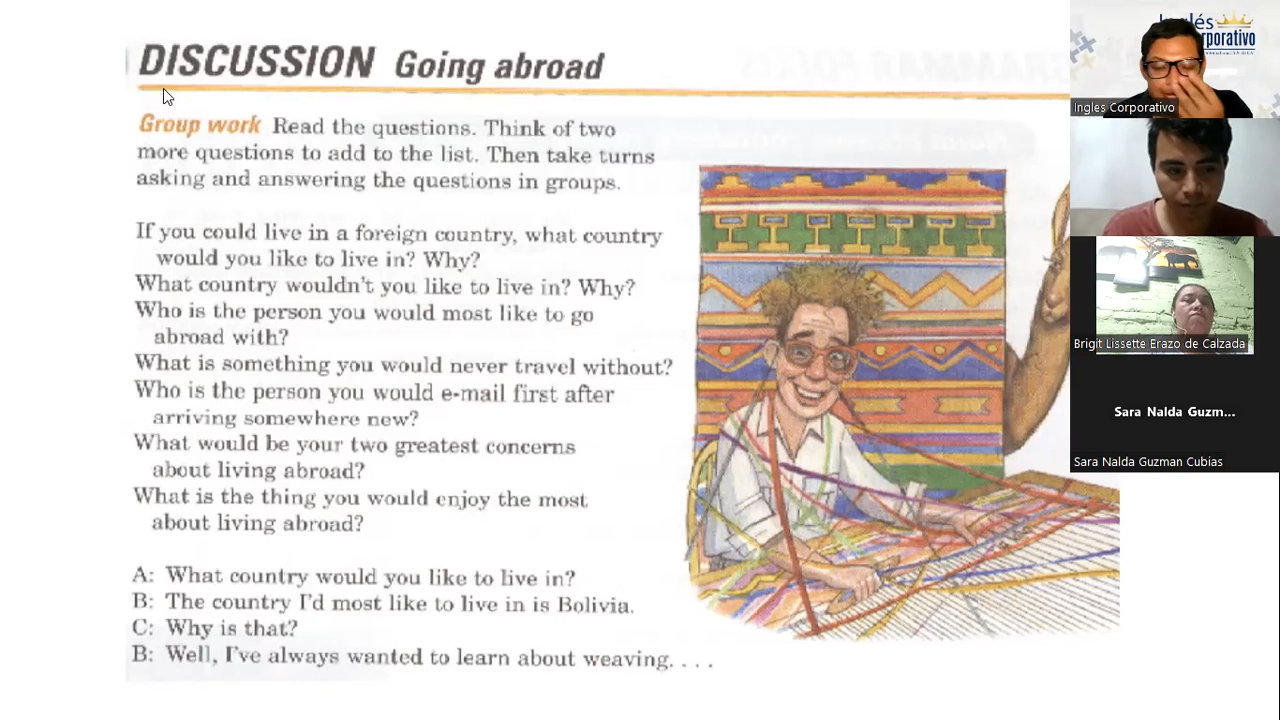 DISCUSSION Going abroad
Group work Read the questions. Think of two
more questions to add to the list. Then take turns
asking and answering the questions in groups.
If you could live in a foreign country, what country
would you like to live in? Why?
What country wouldn't you like to live in? Why?
Who is the person you would most like to go
abroad with?
What is something you would never travel without?
Who is the person you would e-mail first after
arriving somewhere new?
What would be your two greatest concerns
about living abroad?
What is the thing you would enjoy the most
about living abroad?
A: What country would you like to live in?
B: The country I'd most like to live in is Bolivia.
C: Why is that?
B: Well, I've always wanted to learn about weaving. . . .
Inglés
Ingles Corporativo
Brigit Lissette Erazo de Calzada
Sara Nalda Guzm...
Sara Nalda Guzman Cubias